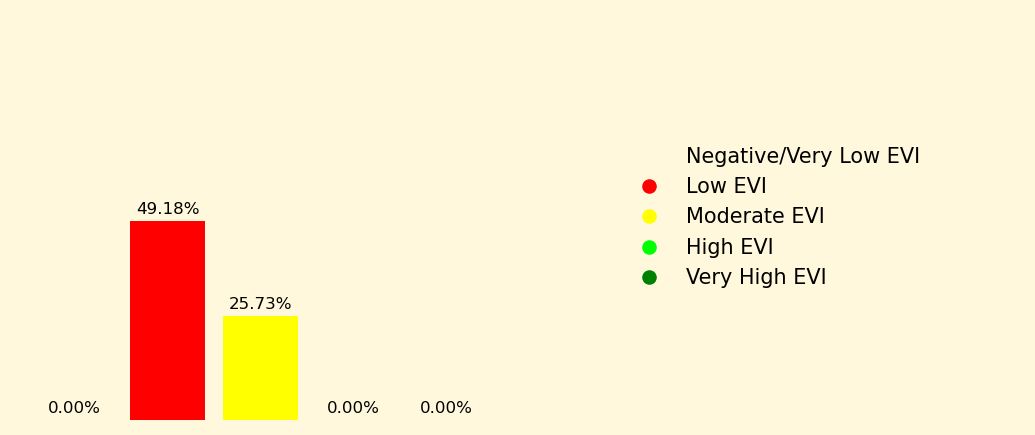 Negative/Very Low EVI
Low EVI
Moderate EVI
High EVI
Very High EVI
49.18%
25.73%
0.00%
0.00%
0.00%